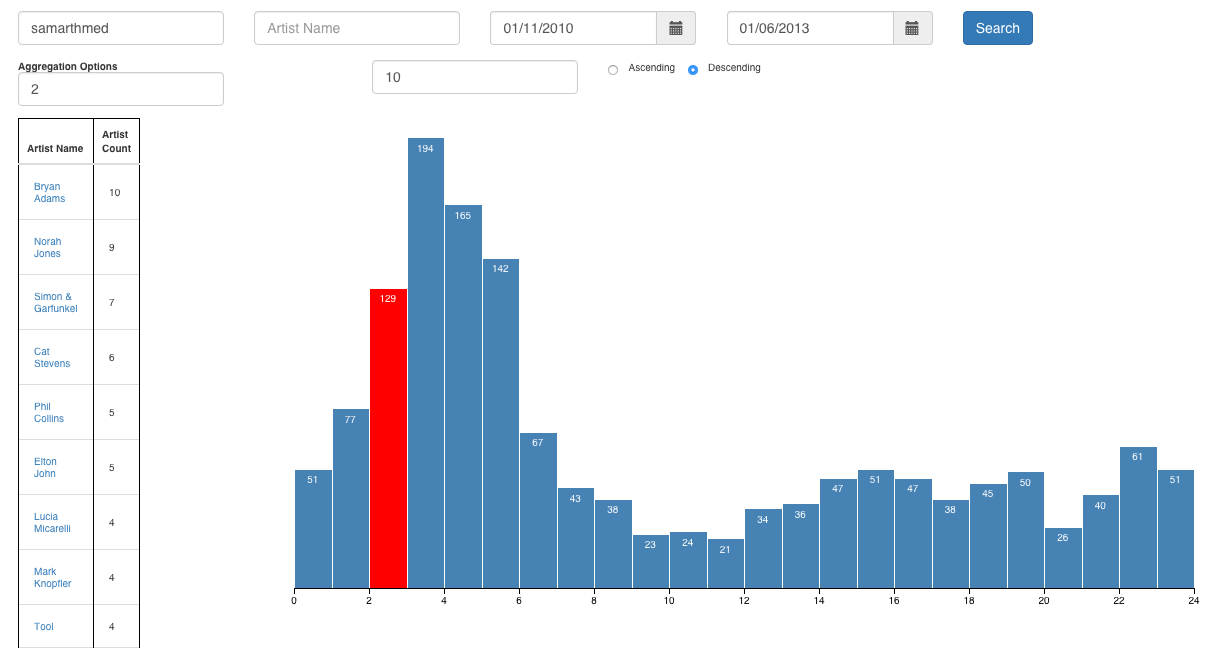 samarthmed
Artist Name
01/11/2010
01/06/2013
Search
Aggregation Options
2
10
Ascending
Descending
Artist Name
Artist
Count
Bryan
Adams
10
Norah
Jones
9
Simon &
Garfunkel
7
Cat
Stevens
6
Phil
Collins
5
Elton
John
5
Lucia
Micarelli
4
Mark
Knopfler
4
Tool
4
51
77
129
194
165
142
67
43
38
23
24
21
34
36
47
51
47
38
45
50
26
40
61
51
0
2
4
6
8
10
12
14
16
18
20
22
24